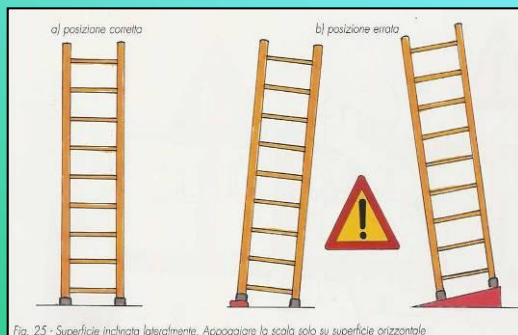 a) posizione corretta
b) posizione errata
!
Fig. 25 - Superficie inclinata lateralmente. Appoggiare la scala solo su superficie orizzontale